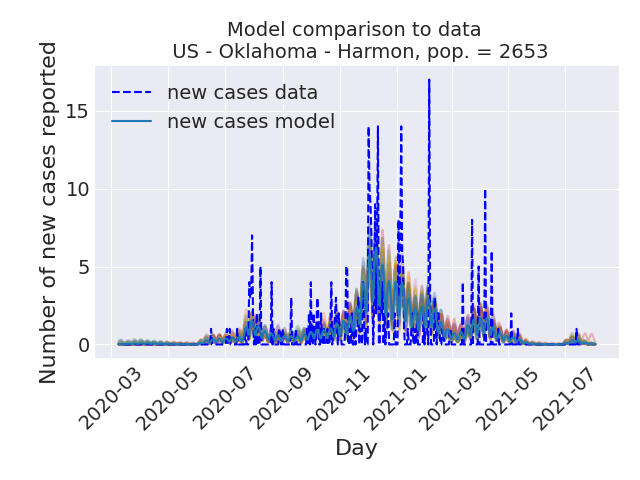 Model comparison to data
US - Oklahoma - Harmon, pop. = 2653
Number of new cases reported
15
10
5
0
new cases data
new cases model
2020-03
2020-05
2020-07
2020-09
2020-11
2021-01
2021-03
2021-05
2021-07
Day